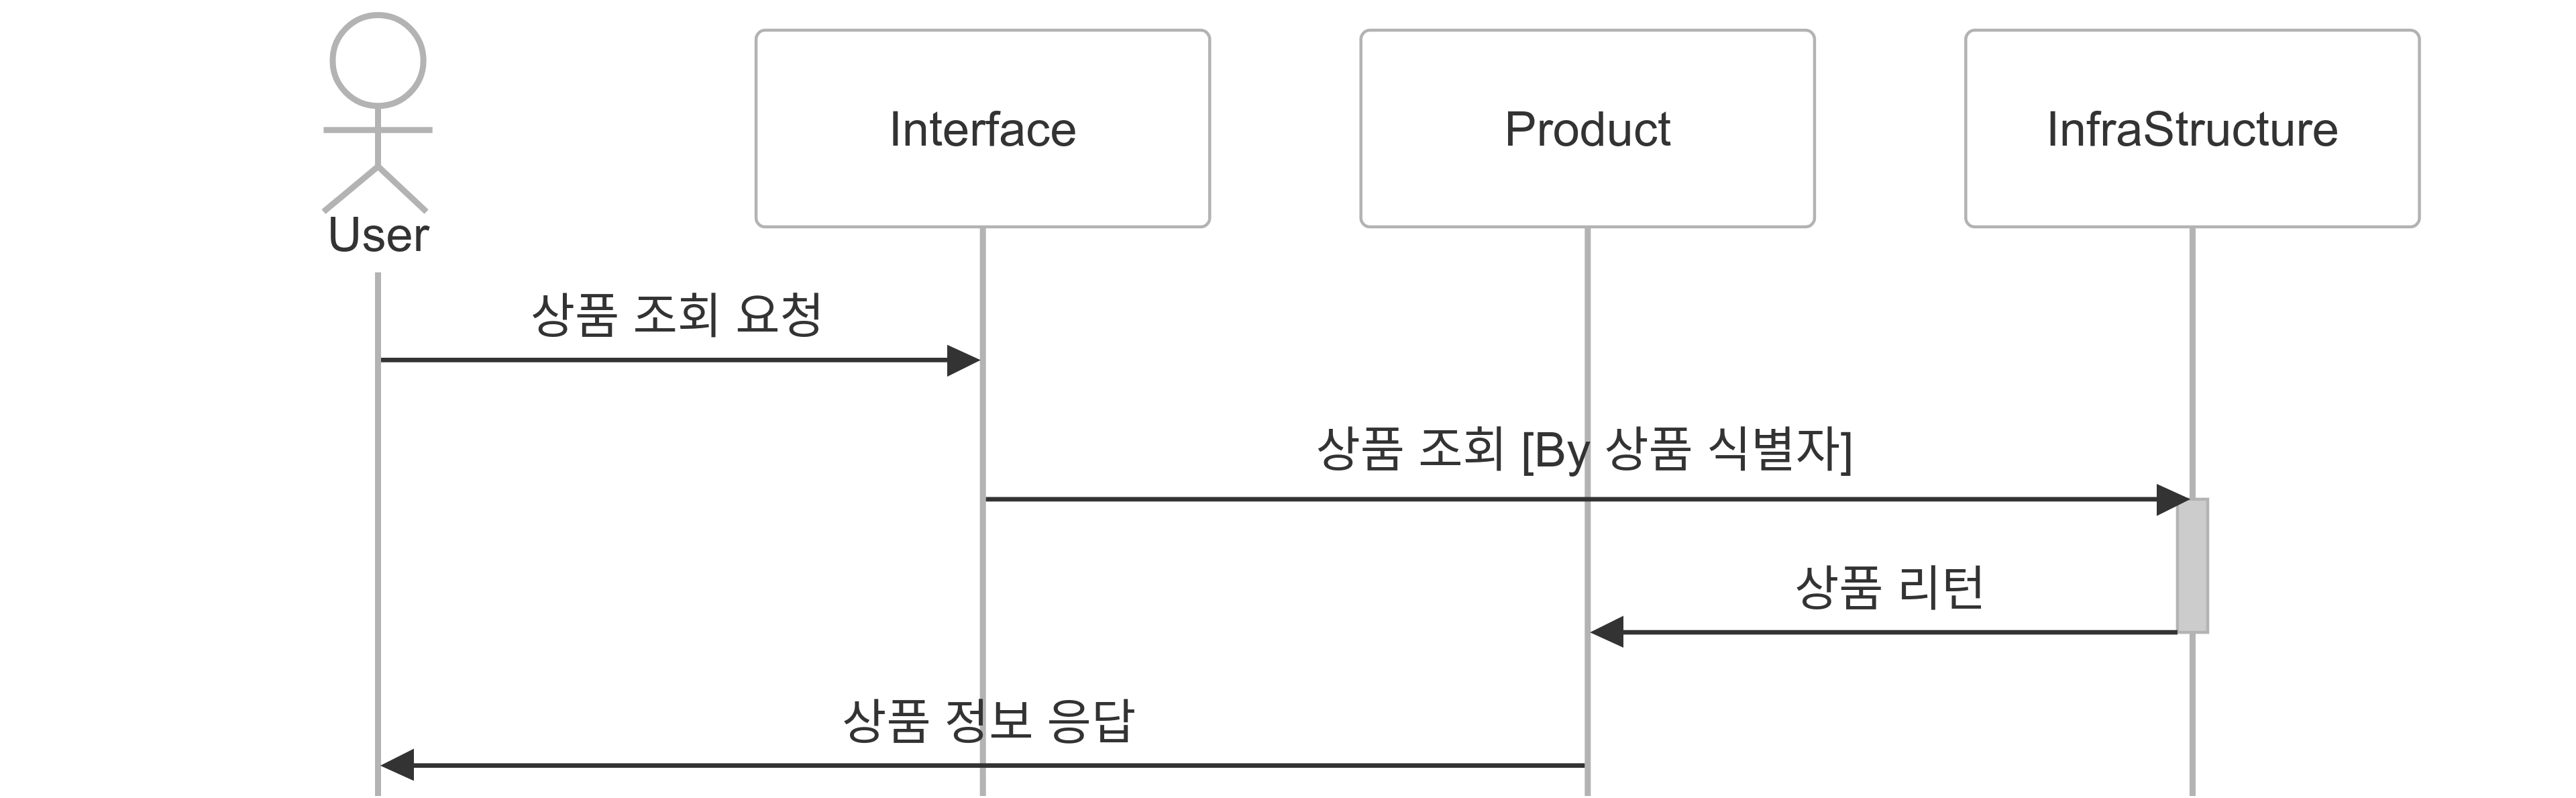 User
Interface
Product
InfraStructure
상품 조회 요청
상품 조회 [By 상품 식별자]
상품 리턴
상품 정보 응답